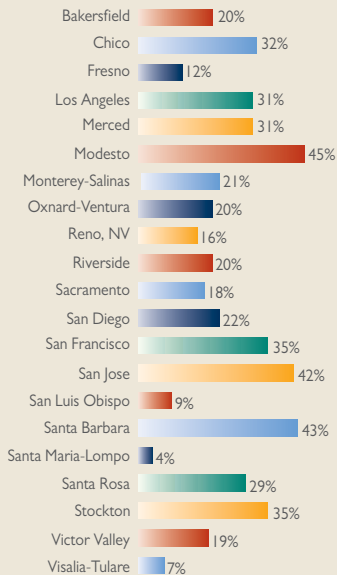 Bakersfield 20%
Chico 32%
Fresno 12%
Los Angeles 31%
Merced 31%
Modesto 45%
Monterey-Salinas 21%
Oxnard-Ventura 20%
Reno, NV 16%
Riverside 20%
Sacramento 18%
San Diego 22%
San Francisco 35%
San Jose 42%
San Luis Obispo 9%
Santa Barbara 43%
Santa Maria-Lompo 4%
Santa Rosa 29%
Stockton 35%
Victor Valley 19%
Visalia-Tulare 7%